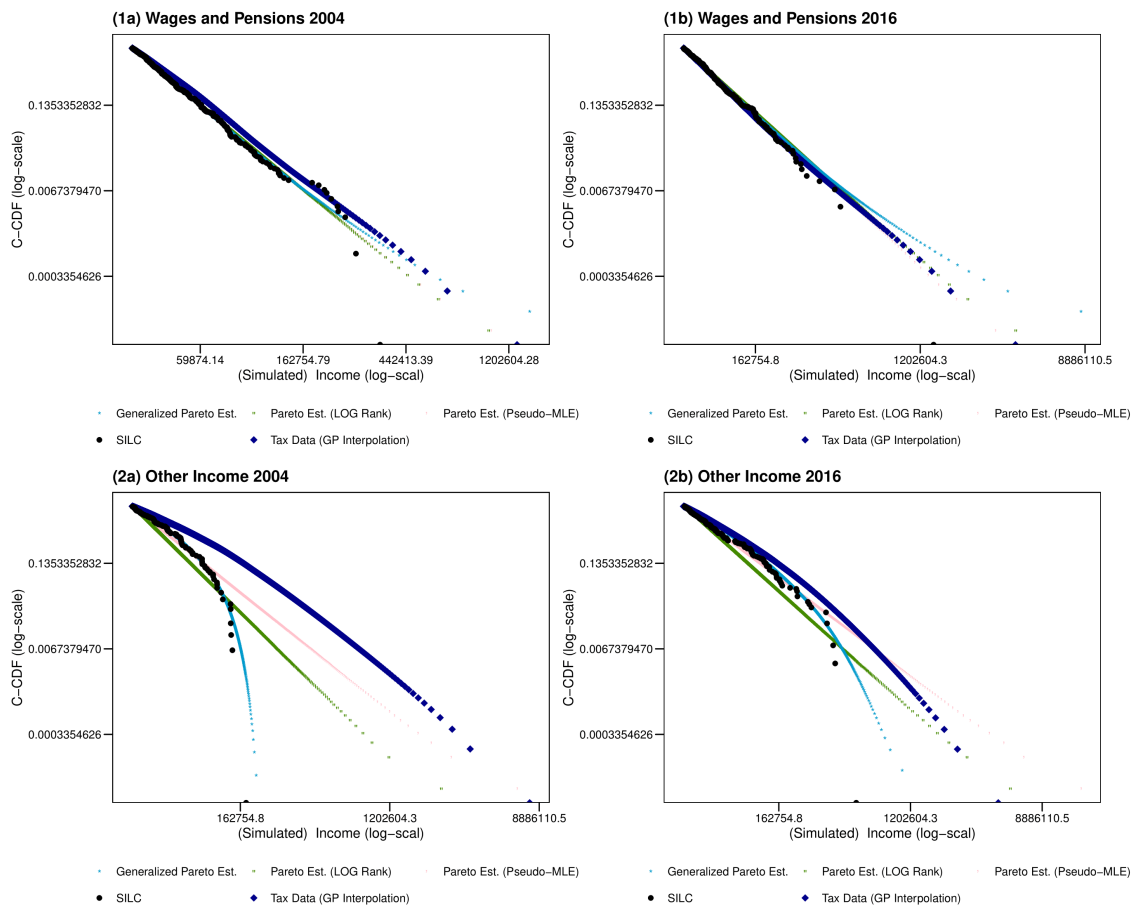 (1a) Wages and Pensions 2004
C−CDF (log−scale)
0.1353352832
0.0067379470
0.0003354626
59874.14 162754.79 442413.39 1202604.28
(Simulated) Income (log−scal)
Generalized Pareto Est. Pareto Est. (LOG Rank) Pareto Est. (Pseudo−MLE)
SILC Tax Data (GP Interpolation)
(1b) Wages and Pensions 2016
C−CDF (log−scale)
0.1353352832
0.0067379470
0.0003354626
162754.8 1202604.3 8886110.5
(Simulated) Income (log−scal)
Generalized Pareto Est. Pareto Est. (LOG Rank) Pareto Est. (Pseudo−MLE)
SILC Tax Data (GP Interpolation)
(2a) Other Income 2004
C−CDF (log−scale)
0.1353352832
0.0067379470
0.0003354626
162754.8 1202604.3 8886110.5
(Simulated) Income (log−scal)
Generalized Pareto Est. Pareto Est. (LOG Rank) Pareto Est. (Pseudo−MLE)
SILC Tax Data (GP Interpolation)
(2b) Other Income 2016
C−CDF (log−scale)
0.1353352832
0.0067379470
0.0003354626
162754.8 1202604.3 8886110.5
(Simulated) Income (log−scal)
Generalized Pareto Est. Pareto Est. (LOG Rank) Pareto Est. (Pseudo−MLE)
SILC Tax Data (GP Interpolation)